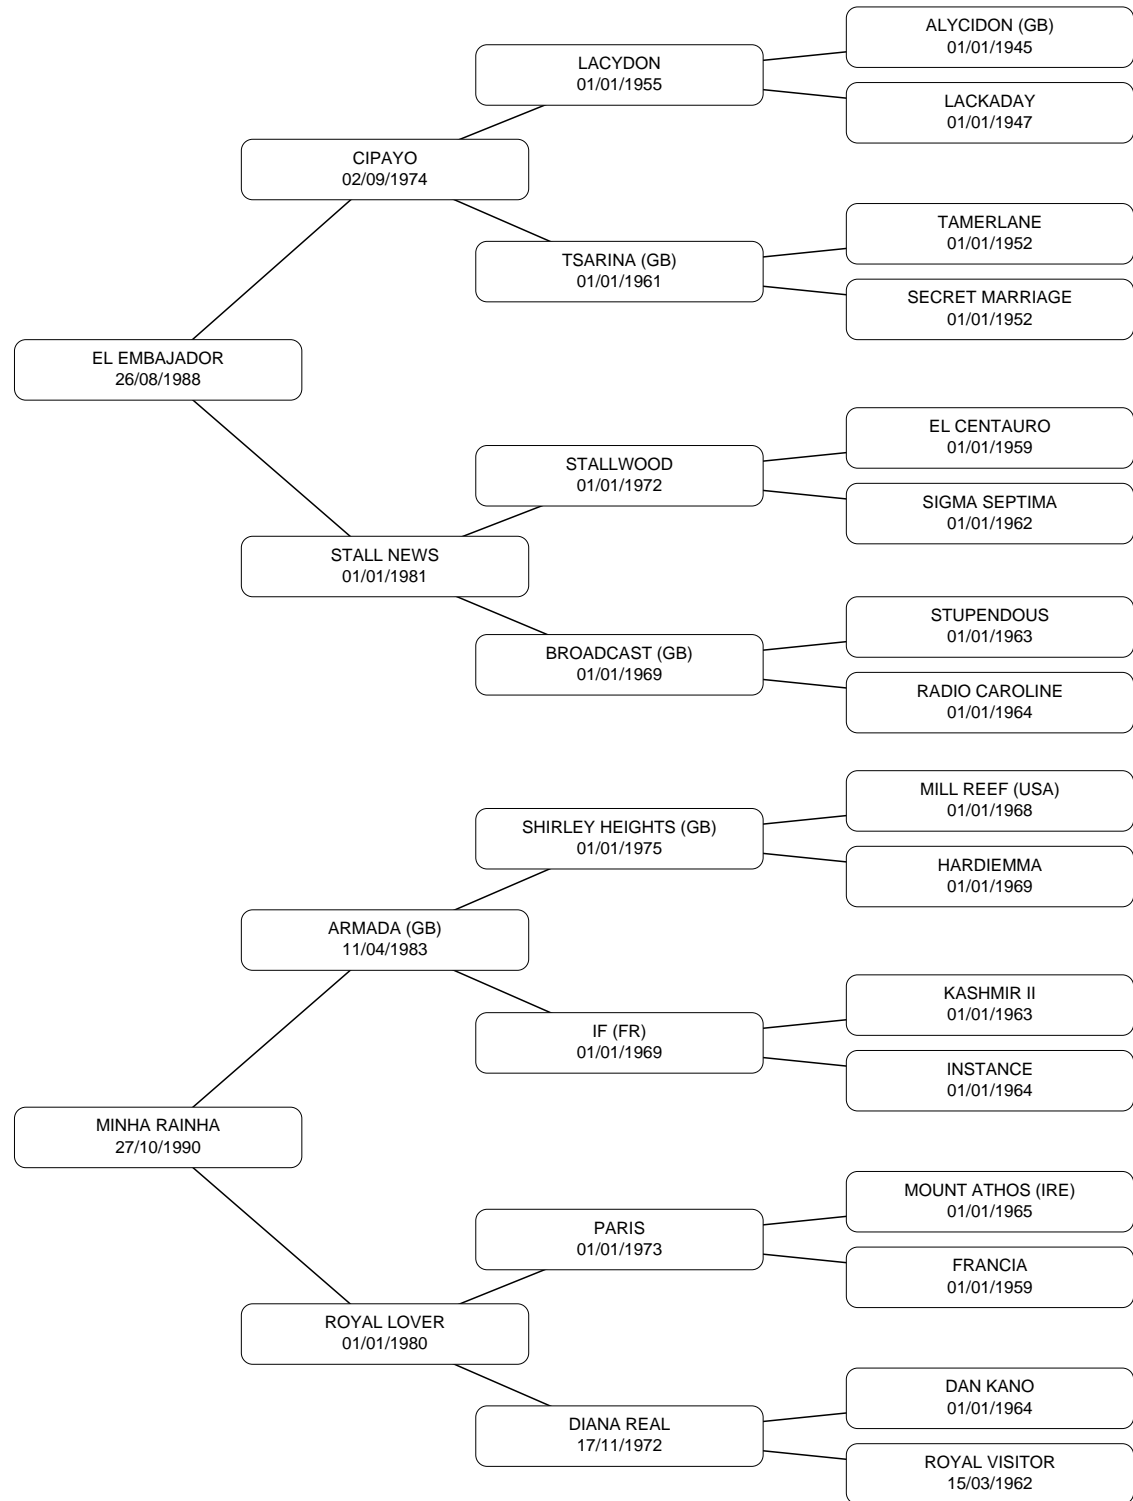 ALYCIDON (GB)
01/01/1945
LACYDON
01/01/1955
LACKADAY
01/01/1947
CIPAYO
02/09/1974
TAMERLANE
01/01/1952
TSARINA (GB)
01/01/1961
SECRET MARRIAGE
01/01/1952
EL EMBAJADOR
26/08/1988
EL CENTAURO
01/01/1959
STALLWOOD
01/01/1972
SIGMA SEPTIMA
01/01/1962
STALL NEWS
01/01/1981
STUPENDOUS
01/01/1963
BROADCAST (GB)
01/01/1969
RADIO CAROLINE
01/01/1964
MILL REEF (USA)
01/01/1968
SHIRLEY HEIGHTS (GB)
01/01/1975
HARDIEMMA
01/01/1969
ARMADA (GB)
11/04/1983
KASHMIR II
01/01/1963
IF (FR)
01/01/1969
INSTANCE
01/01/1964
MINHA RAINHA
27/10/1990
MOUNT ATHOS (IRE)
01/01/1965
PARIS
01/01/1973
FRANCIA
01/01/1959
ROYAL LOVER
01/01/1980
DAN KANO
01/01/1964
DIANA REAL
17/11/1972
ROYAL VISITOR
15/03/1962